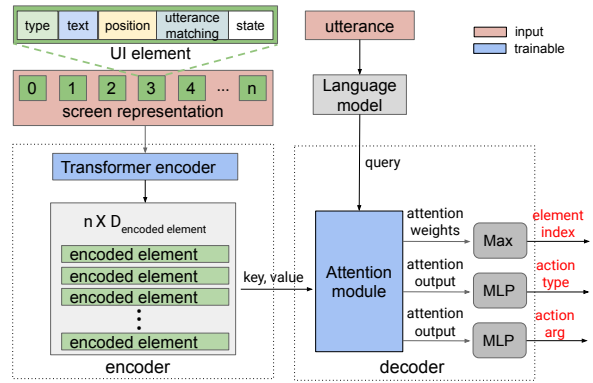 type text position utterance matching state
UI element
0 1 2 3 4 ... n
screen representation
utterance
input
trainable
Language
model
query
Transformer encoder
n X D encoded element
encoded element
encoded element
encoded element
encoded element
encoder
key, value
Attention
module
attention
weights
Max
element
index
attention
output
MLP
action
type
attention
output
MLP
action
arg
decoder